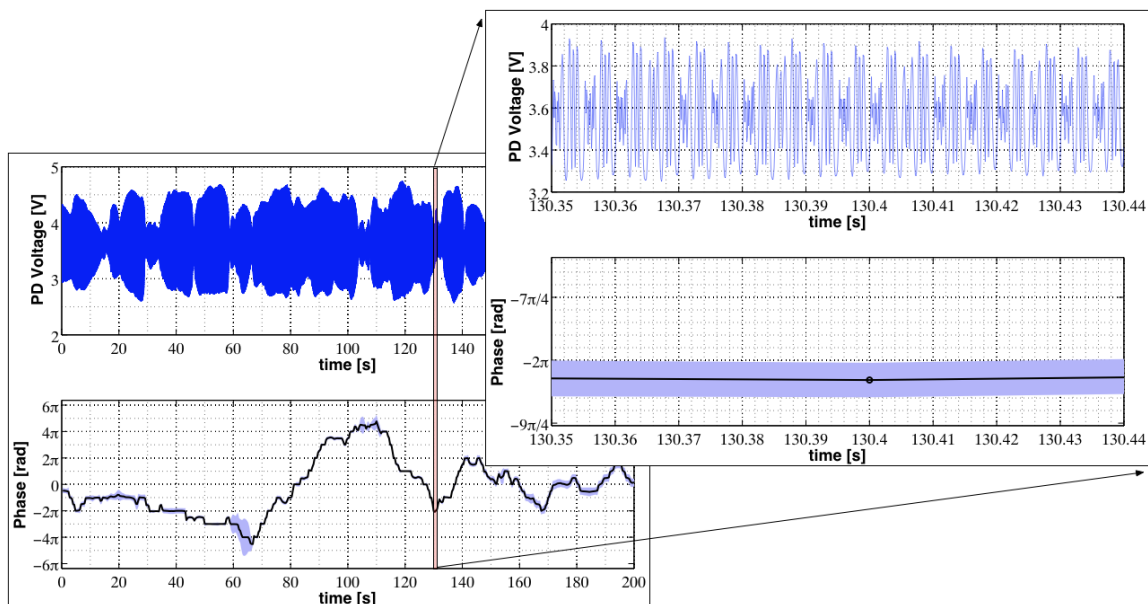 4
3.8
3.6
3.4
3.2
PD Voltage [V]
130.35 130.36 130.37 130.38 130.39 130.4 130.41 130.42 130.43 130.44
time [s]
−7π/4
−2π
−9π/4
Phase [rad]
130.35 130.36 130.37 130.38 130.39 130.4 130.41 130.42 130.43 130.44
time [s]
5
4
3
2
PD Voltage [V]
0 20 40 60 80 100 120 140
time [s]
6π
4π
2π
0
−2π
−4π
−6π
Phase [rad]
0 20 40 60 80 100 120 140 160 180 200
time [s]